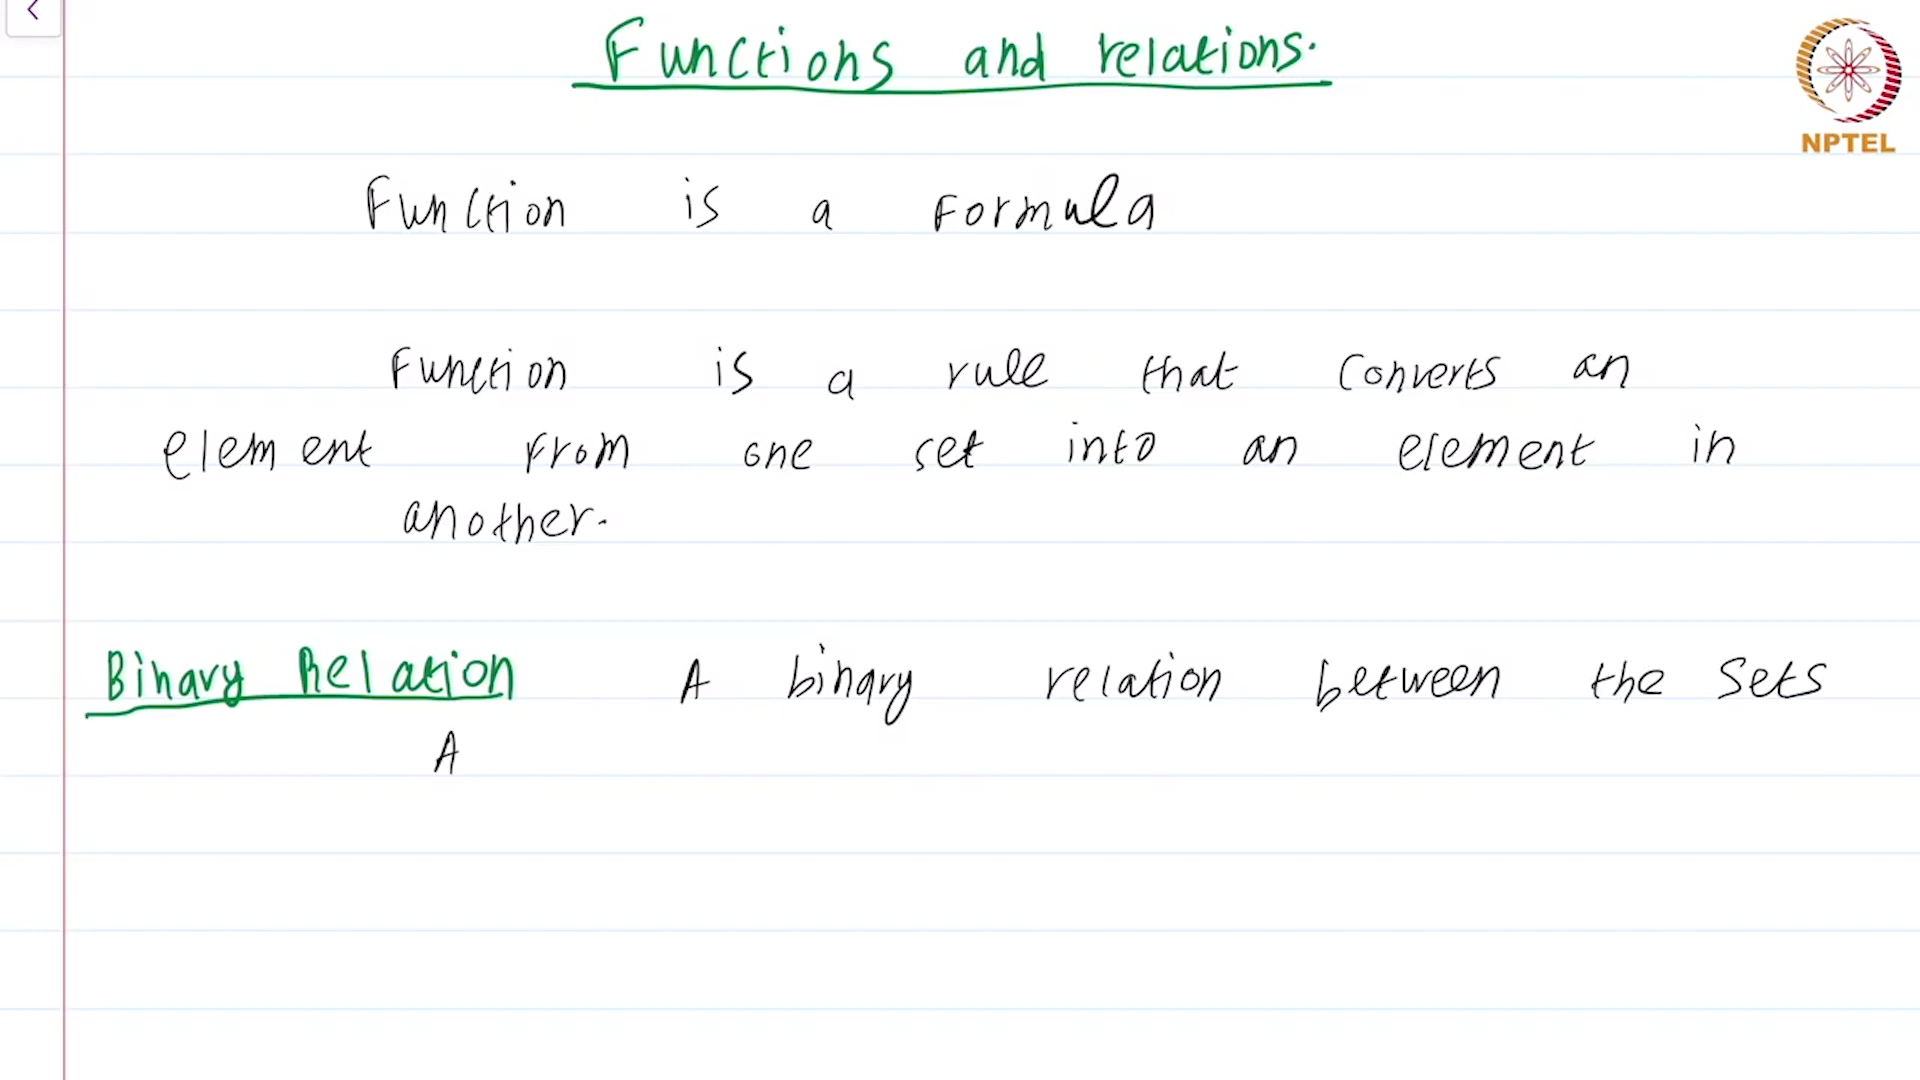 Functions and relations.
NPTEL
Function is a Formula
Function is a rule that converts an
element from one set into an element in
another.
Binary Relation A binary relation between the sets
A